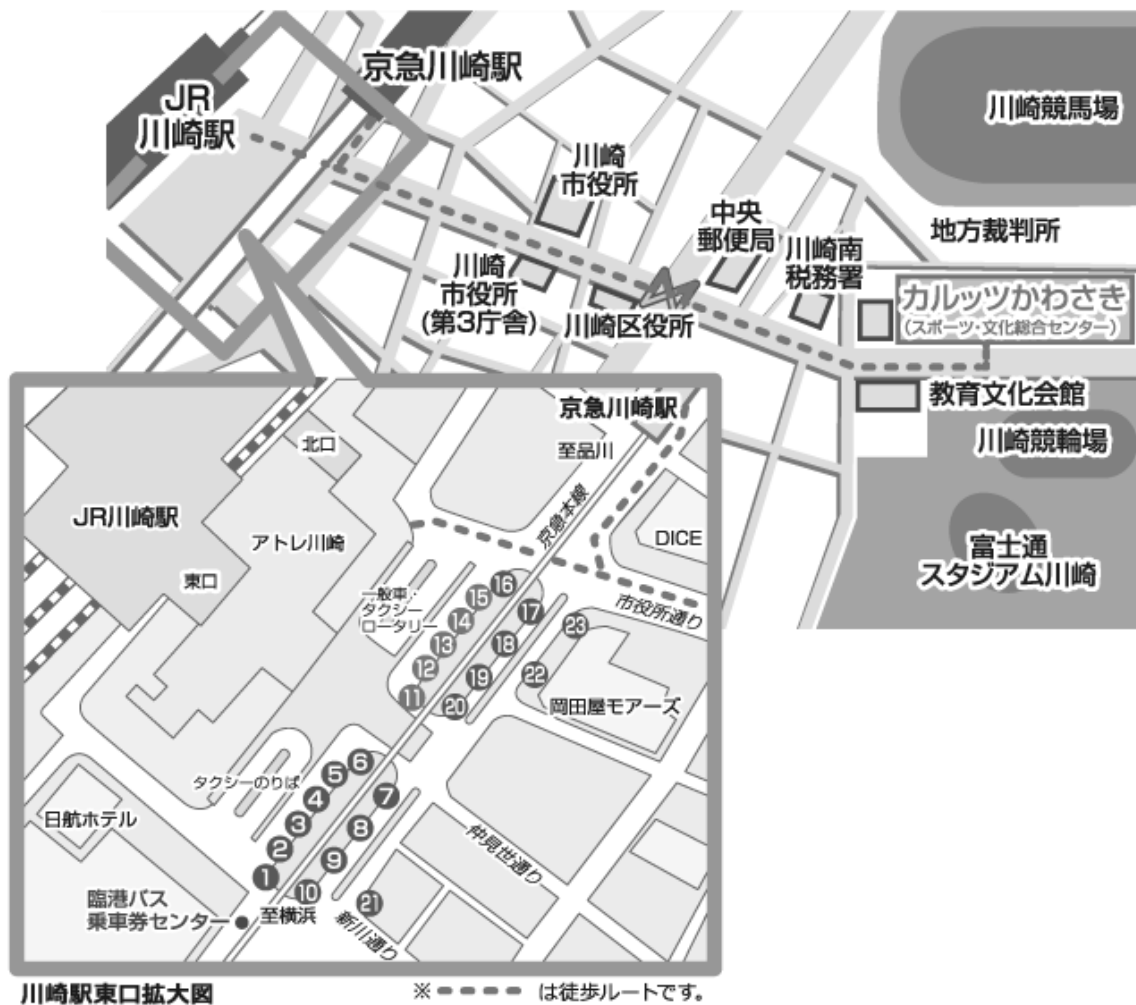 京急川崎駅
JR
川崎駅
川崎競馬場
川崎
市役所
中央
郵便局
地方裁判所
川崎南
税務署
川崎
市役所
(第3庁舎)
川崎区役所
カルッツかわさき
(スポーツ・文化総合センター)
教育文化会館
川崎競輪場
富士通
スタジアム川崎
京急川崎駅
至品川
北口
京急本線
JR川崎駅
アトレ川崎
DICE
東口
一般車・
タクシー
ロータリー
市役所通り
16
15
14
13
12
11
17
18
19
20
23
22
岡田屋モアーズ
タクシーのりば
6
5
4
3
2
1
7
8
9
10
21
日航ホテル
仲見世通り
臨港バス
乗車券センター
至横浜
新川通り
川崎駅東口拡大図
※ は徒歩ルートです。